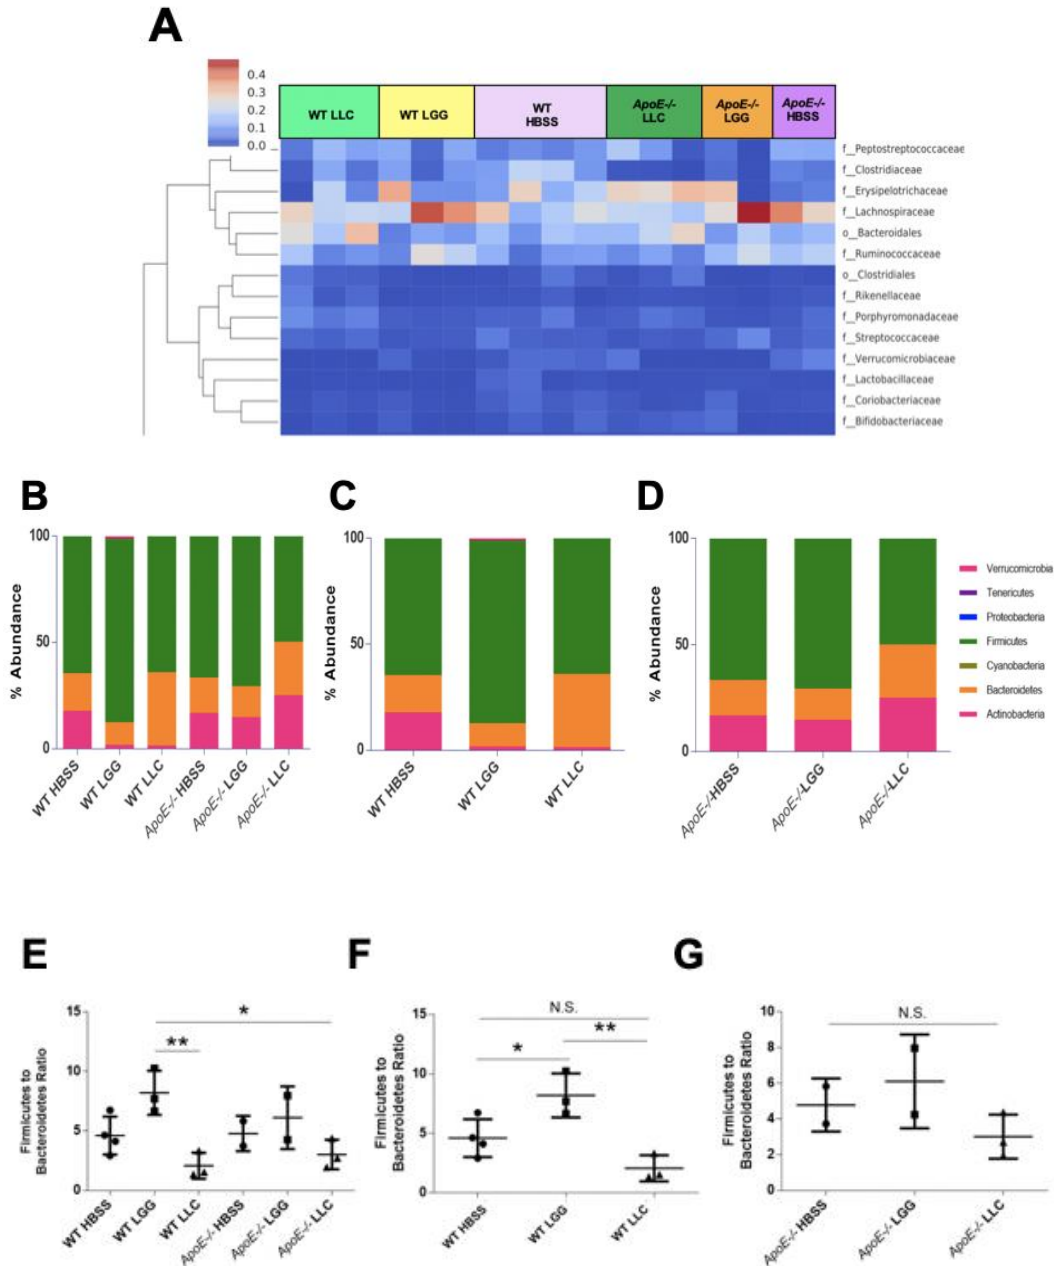 A
0.4
0.3
0.2
0.1
0.0
WT LLC
WT LGG
WT
HBSS
ApoE-/-
LLC
ApoE-/-
LGG
ApoE-/-
HBSS
f__Peptostreptococcaceae
f__Clostridiaceae
f__Erysipelotrichaceae
f__Lachnospiraceae
o__Bacteroidales
f__Ruminococcaceae
o__Clostridiales
f__Rikenellaceae
f__Porphyromonadaceae
f__Streptococcaceae
f__Verrucomicrobiaceae
f__Lactobacillaceae
f__Coriobacteriaceae
f__Bifidobacteriaceae
B
% Abundance
100
50
0
WT HBSS
WT LGG
WT LLC
ApoE-/- HBSS
ApoE-/- LGG
ApoE-/- LLC
C
% Abundance
100
50
0
WT HBSS
WT LGG
WT LLC
D
% Abundance
100
50
0
ApoE-/-HBSS
ApoE-/-LGG
ApoE-/-LLC
Verrucomicrobia
Tenericutes
Proteobacteria
Firmicutes
Cyanobacteria
Bacteroidetes
Actinobacteria
E
Firmicutes to
Bacteroidetes Ratio
15
10
5
0
*
**
WT HBSS
WT LGG
WT LLC
ApoE-/- HBSS
ApoE-/- LGG
ApoE-/- LLC
F
Firmicutes to
Bacteroidetes Ratio
15
10
5
0
N.S.
**
*
WT HBSS
WT LGG
WT LLC
G
Firmicutes to
Bacteroidetes Ratio
10
8
6
4
2
0
N.S.
ApoE-/- HBSS
ApoE-/- LGG
ApoE-/- LLC